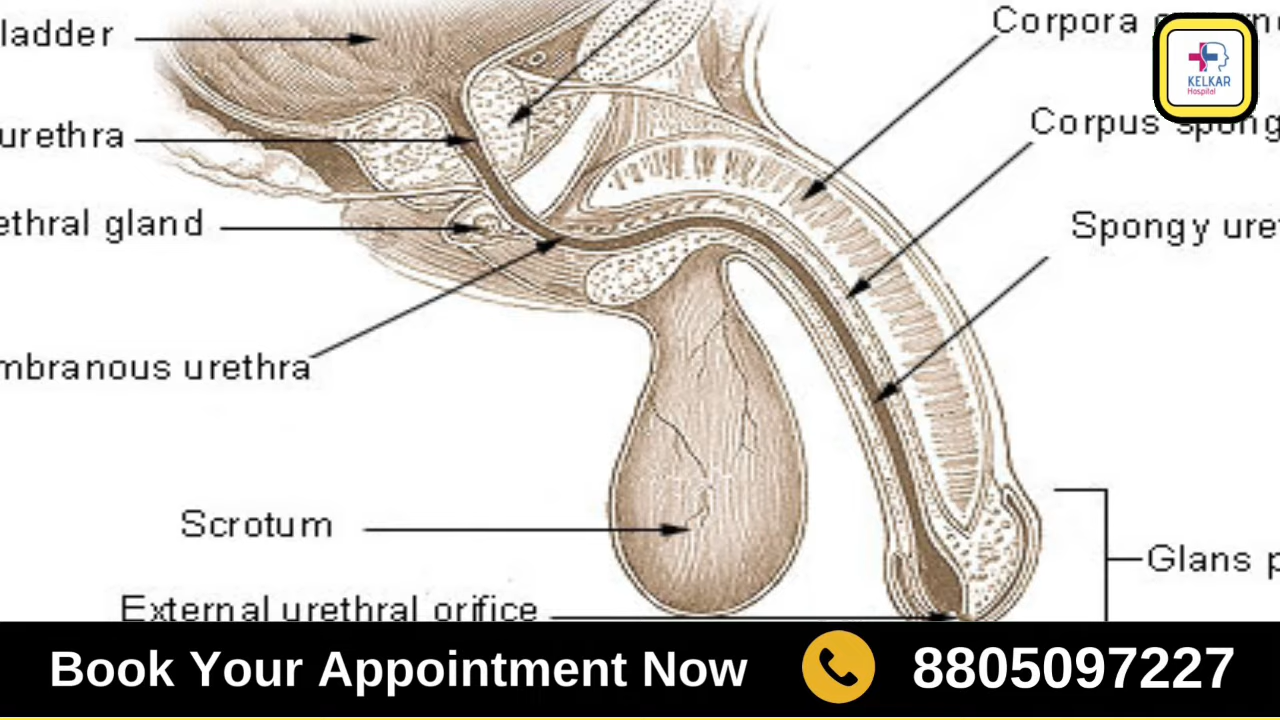 ladder
urethra
ethral gland
mbranous urethra
Scrotum
External urethral orifice
Corpora
Corpus spong
Spongy ure
Glans p
KELKAR
Hospital
Book Your Appointment Now
8805097227